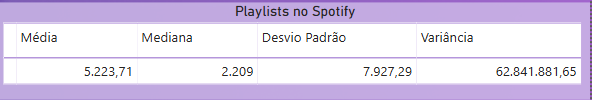 Playlists no Spotify
Média Mediana Desvio Padrão Variância
5.223,71 2.209 7.927,29 62.841.881,65